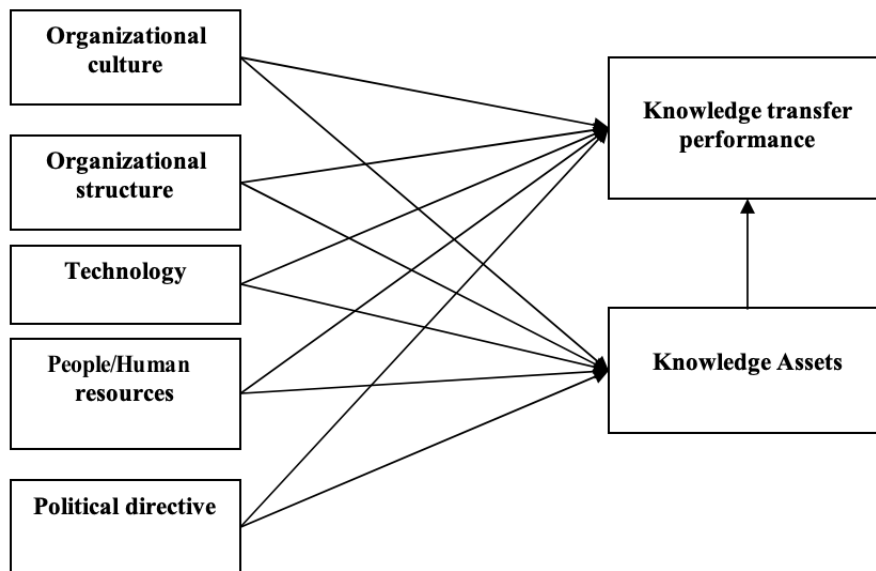 Organizational
culture
Organizational
structure
Technology
People/Human
resources
Political directive
Knowledge transfer
performance
Knowledge Assets